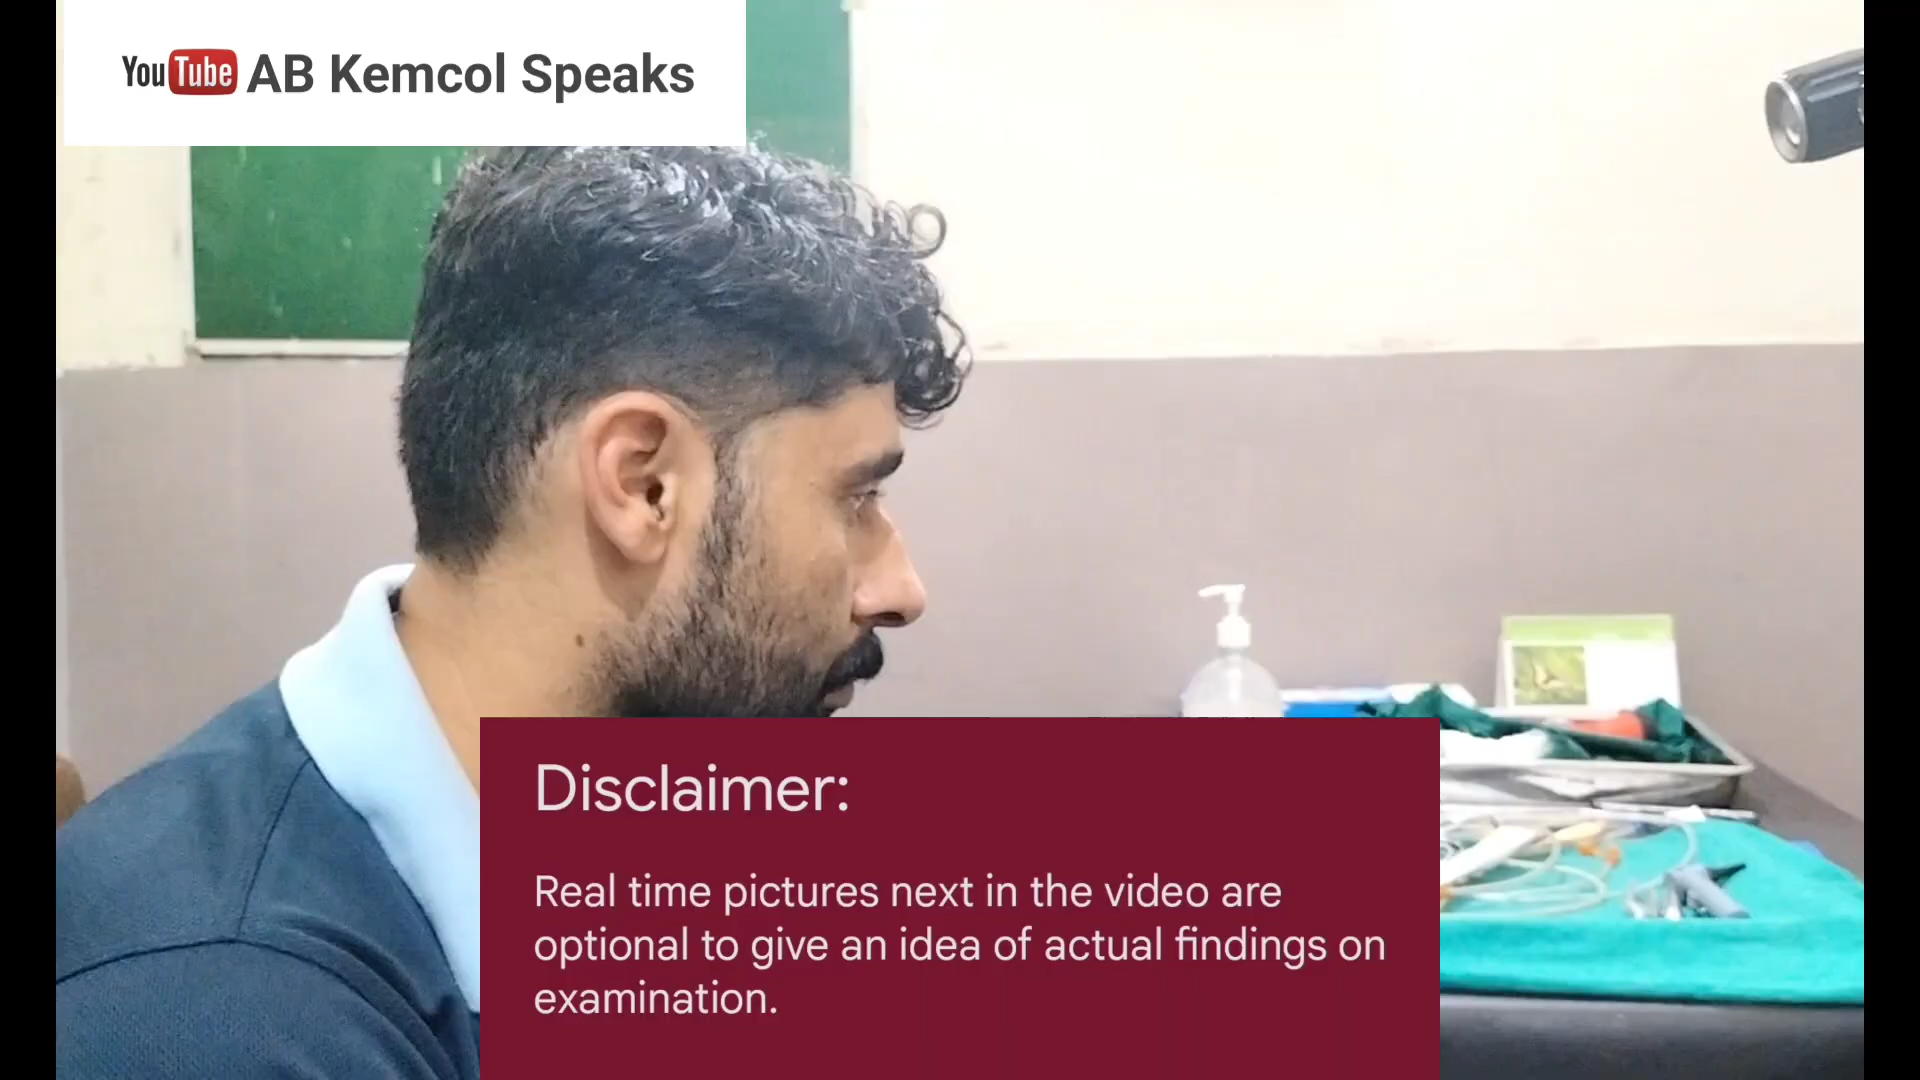 YouTube AB Kemcol Speaks
Disclaimer:
Real time pictures next in the video are
optional to give an idea of actual findings on
examination.